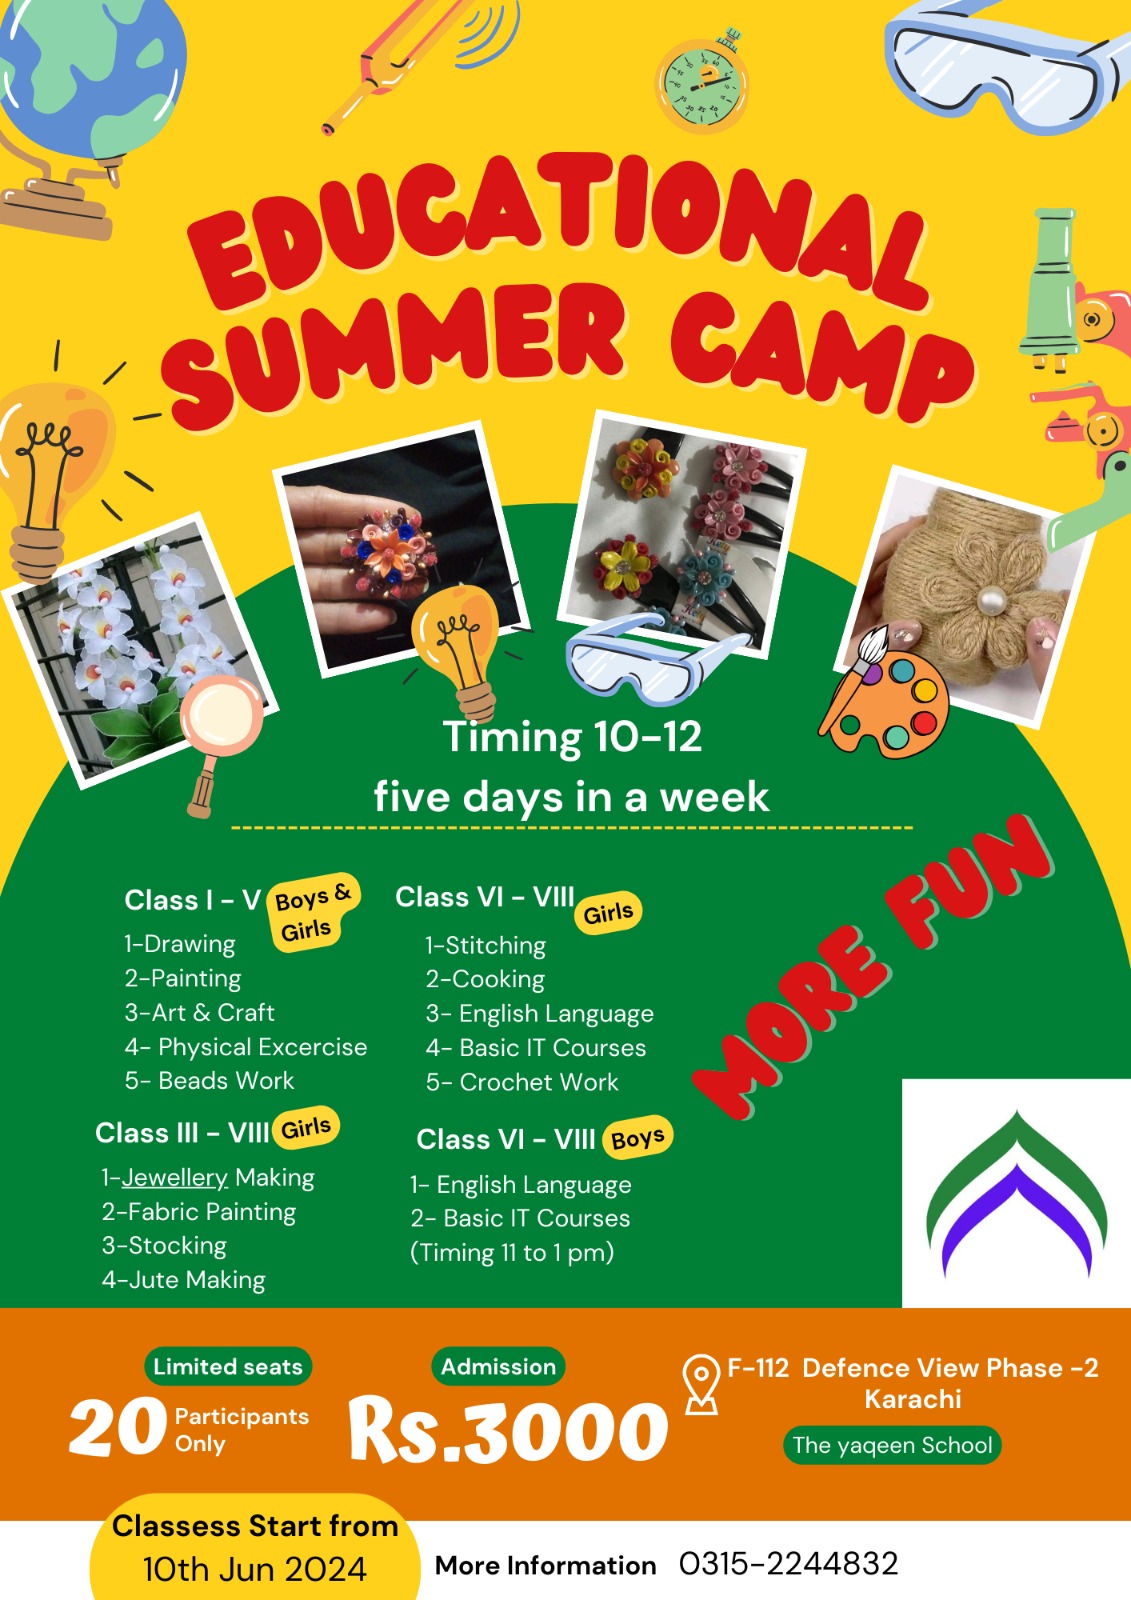 EDUCATIONAL
SUMMER CAMP
Timing 10-12
five days in a week
Class I - V
Boys &
Girls
1-Drawing
2-Painting
3-Art & Craft
4- Physical Excercise
5- Beads Work
Class VI - VIII
Girls
1-Stitching
2-Cooking
3- English Language
4- Basic IT Courses
5- Crochet Work
MORE FUN
Class III - VIII
Girls
1-Jewellery Making
2-Fabric Painting
3-Stocking
4-Jute Making
Class VI - VIII
Boys
1- English Language
2- Basic IT Courses
(Timing 11 to 1 pm)
Limited seats
20
Participants
Only
Admission
Rs.3000
F-112 Defence View Phase -2
Karachi
The yaqeen School
Classess Start from
10th Jun 2024
More Information 0315-2244832